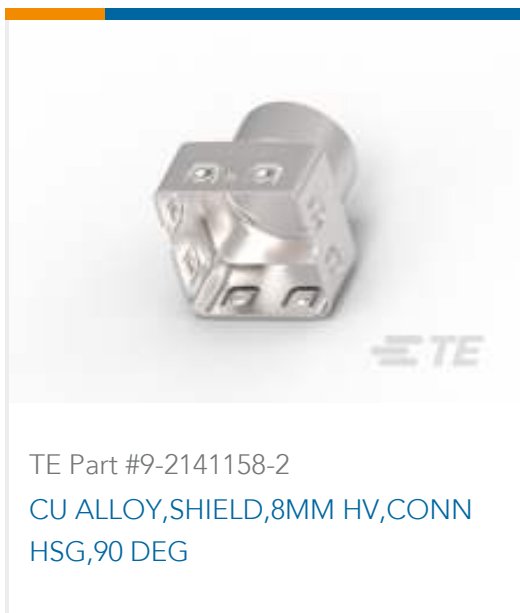 TE
TE Part #9-2141158-2
CU ALLOY,SHIELD,8MM HV,CONN
HSG,90 DEG